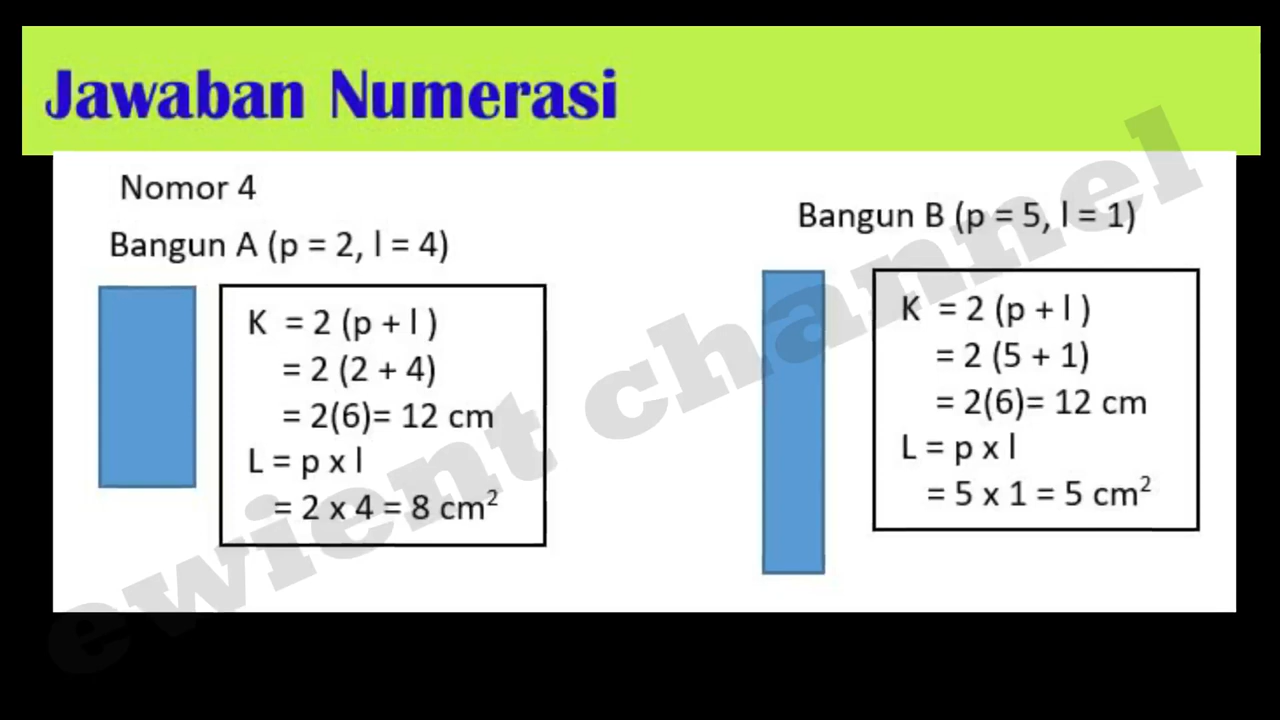 Jawaban Numerasi
Nomor 4
Bangun A (p = 2, l = 4)
K = 2 (p + l )
= 2 (2 + 4)
= 2(6)= 12 cm
L = p x l
= 2 x 4 = 8 cm²
Bangun B (p = 5, l = 1)
K = 2 (p + l )
= 2 (5 + 1)
= 2(6)= 12 cm
L = p x l
= 5 x 1 = 5 cm²
ewient channel